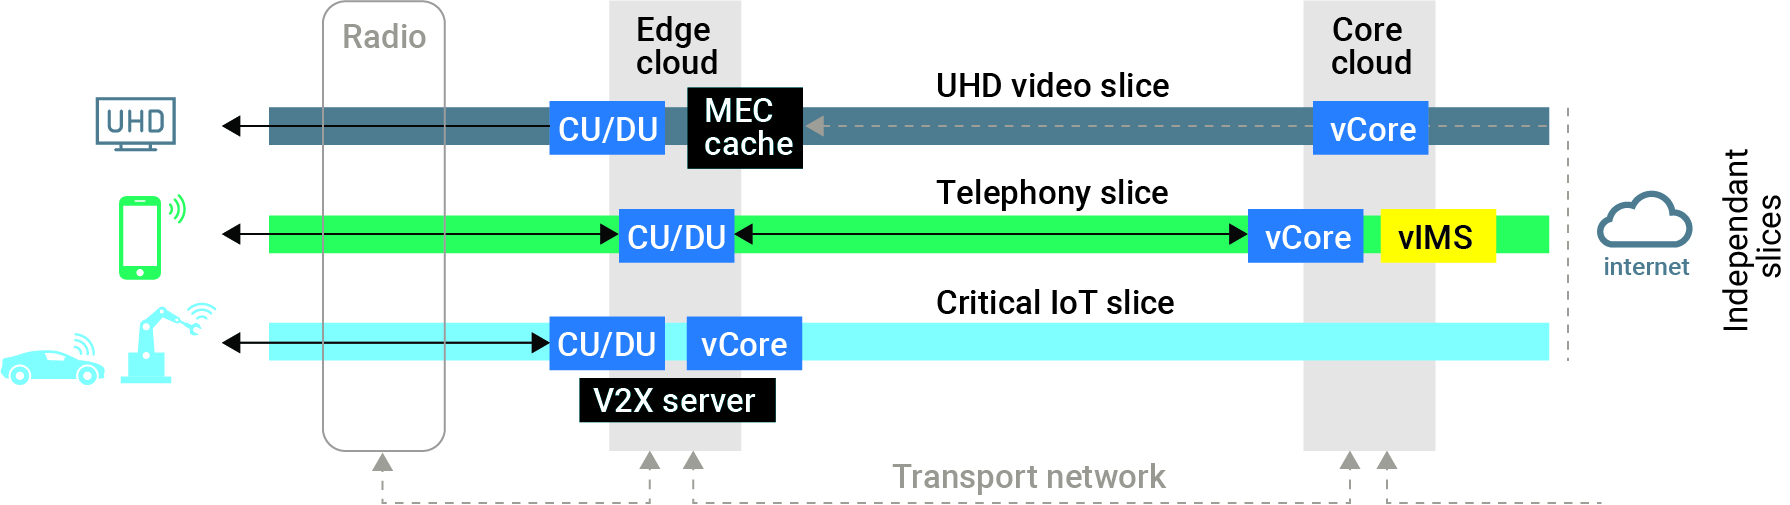 Radio
Edge
cloud
Core
cloud
UHD video slice
UHD
CU/DU
MEC
cache
vCore
Telephony slice
CU/DU
vCore
vIMS
internet
Independant
slices
Critical IoT slice
CU/DU
vCore
V2X server
Transport network